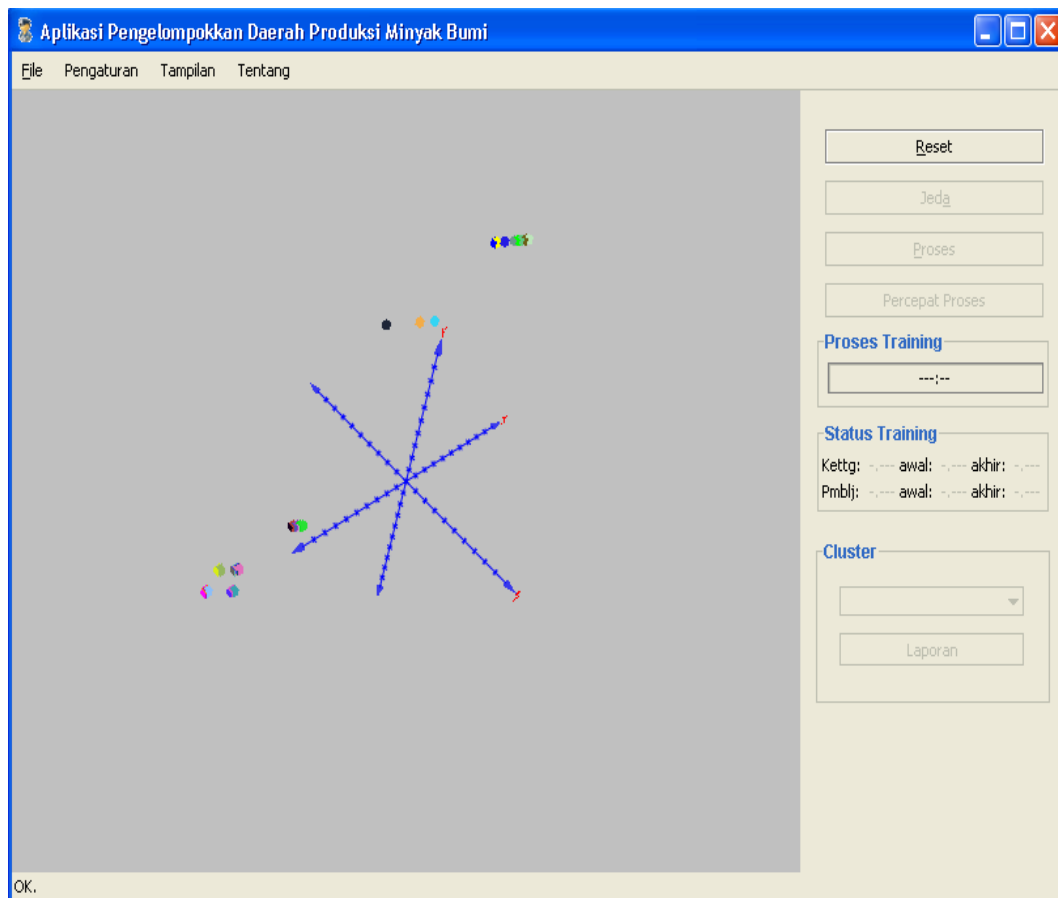 Aplikasi Pengelompokkan Daerah Produksi Minyak Bumi
File Pengaturan Tampilan Tentang
Reset
Jeda
Proses
Percepat Proses
Proses Training
---:--
Status Training
Kettg: -.--- awal: -.--- akhir: -.---
Pmblj: -.--- awal: -.--- akhir: -.---
Cluster
Laporan
OK.